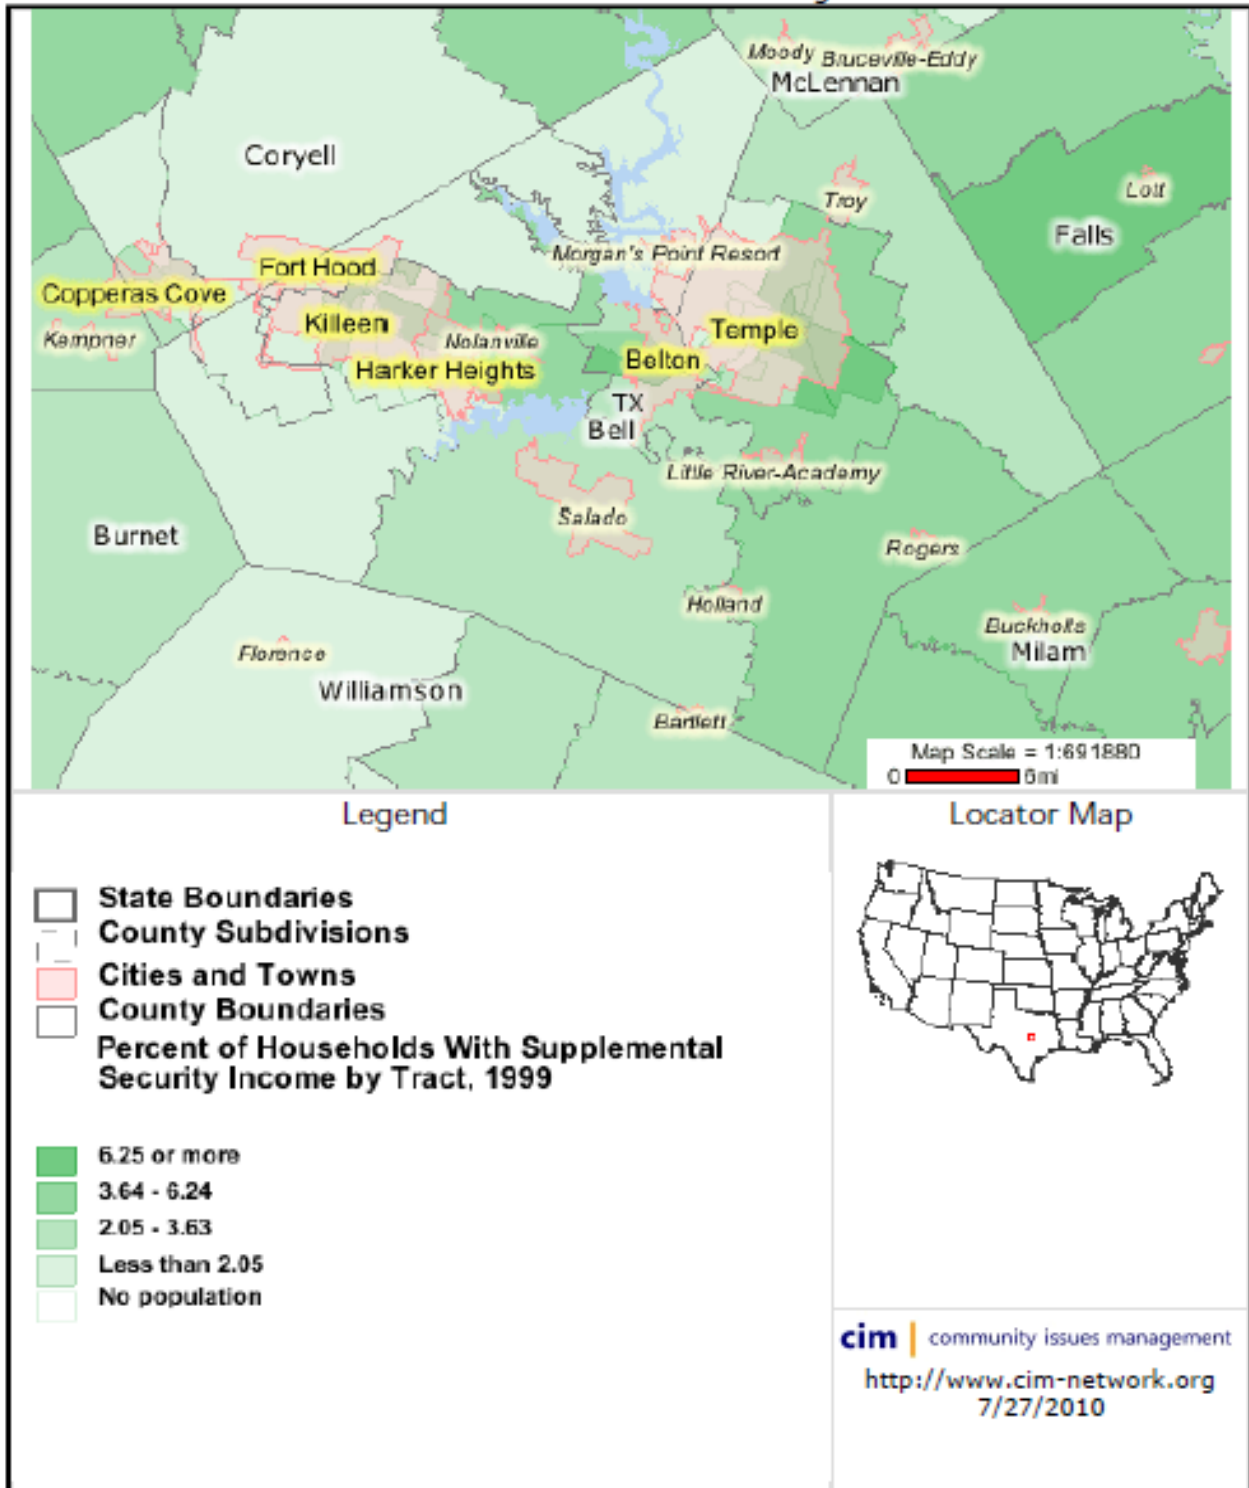 Moody Bruceville-Eddy
McLennan
Coryell
Lott
Troy
Falls
Morgan's Point Resort
Fort Hood
Copperas Cove
Killeen
Temple
Kempner
Nolanville
Belton
Harker Heights
TX
Bell
Little River-Academy
Salado
Burnet
Rogers
Holland
Buckholts
Milam
Florence
Williamson
Bartlett
Map Scale = 1:691880
0 6mi
Legend
State Boundaries
County Subdivisions
Cities and Towns
County Boundaries
Percent of Households With Supplemental
Security Income by Tract, 1999
6.25 or more
3.64 - 6.24
2.05 - 3.63
Less than 2.05
No population
Locator Map
cim | community issues management
http://www.cim-network.org
7/27/2010